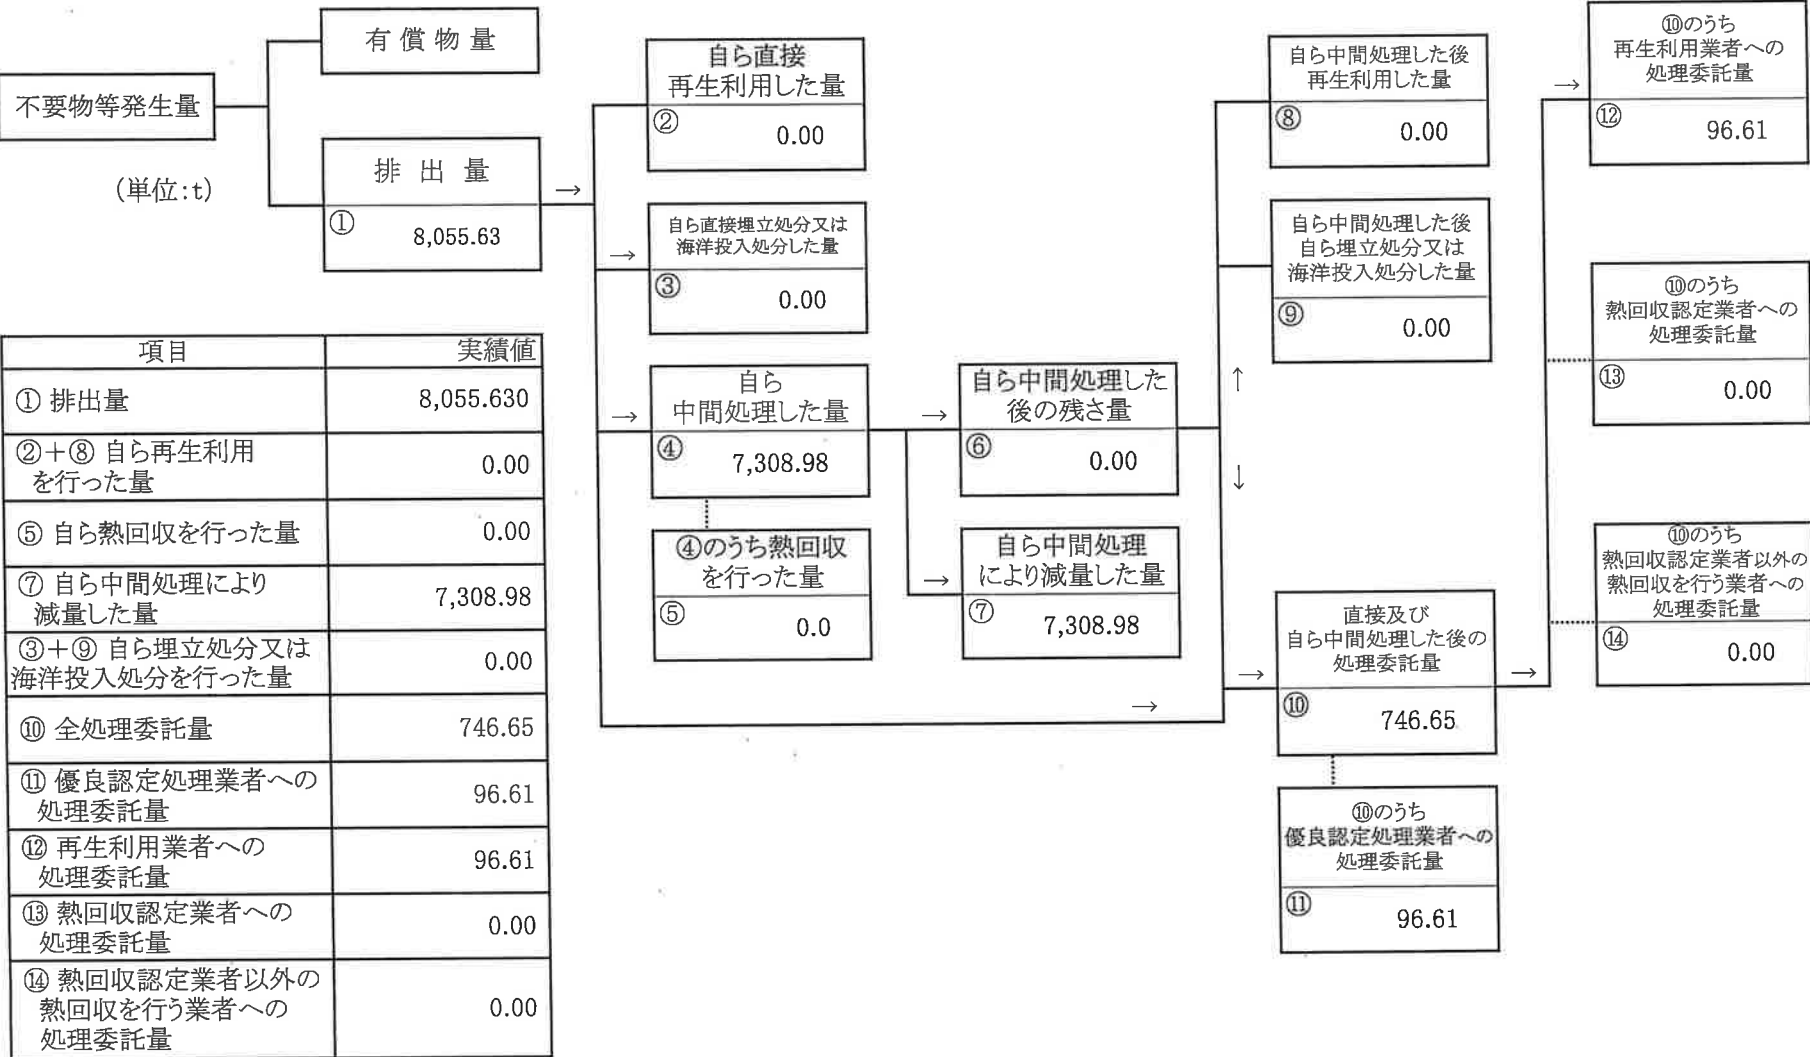 不要物等発生量
(単位:t)
有償物量
排出量
①
8,055.63
→
自ら直接
再生利用した量
②
0.00
→
自ら直接埋立処分又は
海洋投入処分した量
③
0.00
→
自ら
中間処理した量
④
7,308.98
④のうち熱回収
を行った量
⑤
0.0
→
自ら中間処理した
後の残さ量
⑥
0.00
→
自ら中間処理
により減量した量
⑦
7,308.98
→
↑
↓
自ら中間処理した後
再生利用した量
⑧
0.00
自ら中間処理した後
自ら埋立処分又は
海洋投入処分した量
⑨
0.00
→
直接及び
自ら中間処理した後の
処理委託量
⑩
746.65
→
⑩のうち
優良認定処理業者への
処理委託量
⑪
96.61
→
⑩のうち
再生利用業者への
処理委託量
⑫
96.61
⑩のうち
熱回収認定業者への
処理委託量
⑬
0.00
⑩のうち
熱回収認定業者以外の
熱回収を行う業者への
処理委託量
⑭
0.00
項目 実績値
① 排出量 8,055.630
②+⑧ 自ら再生利用
を行った量 0.00
⑤ 自ら熱回収を行った量 0.00
⑦ 自ら中間処理により
減量した量 7,308.98
③+⑨ 自ら埋立処分又は
海洋投入処分を行った量 0.00
⑩ 全処理委託量 746.65
⑪ 優良認定処理業者への
処理委託量 96.61
⑫ 再生利用業者への
処理委託量 96.61
⑬ 熱回収認定業者への
処理委託量 0.00
⑭ 熱回収認定業者以外の
熱回収を行う業者への
処理委託量 0.00